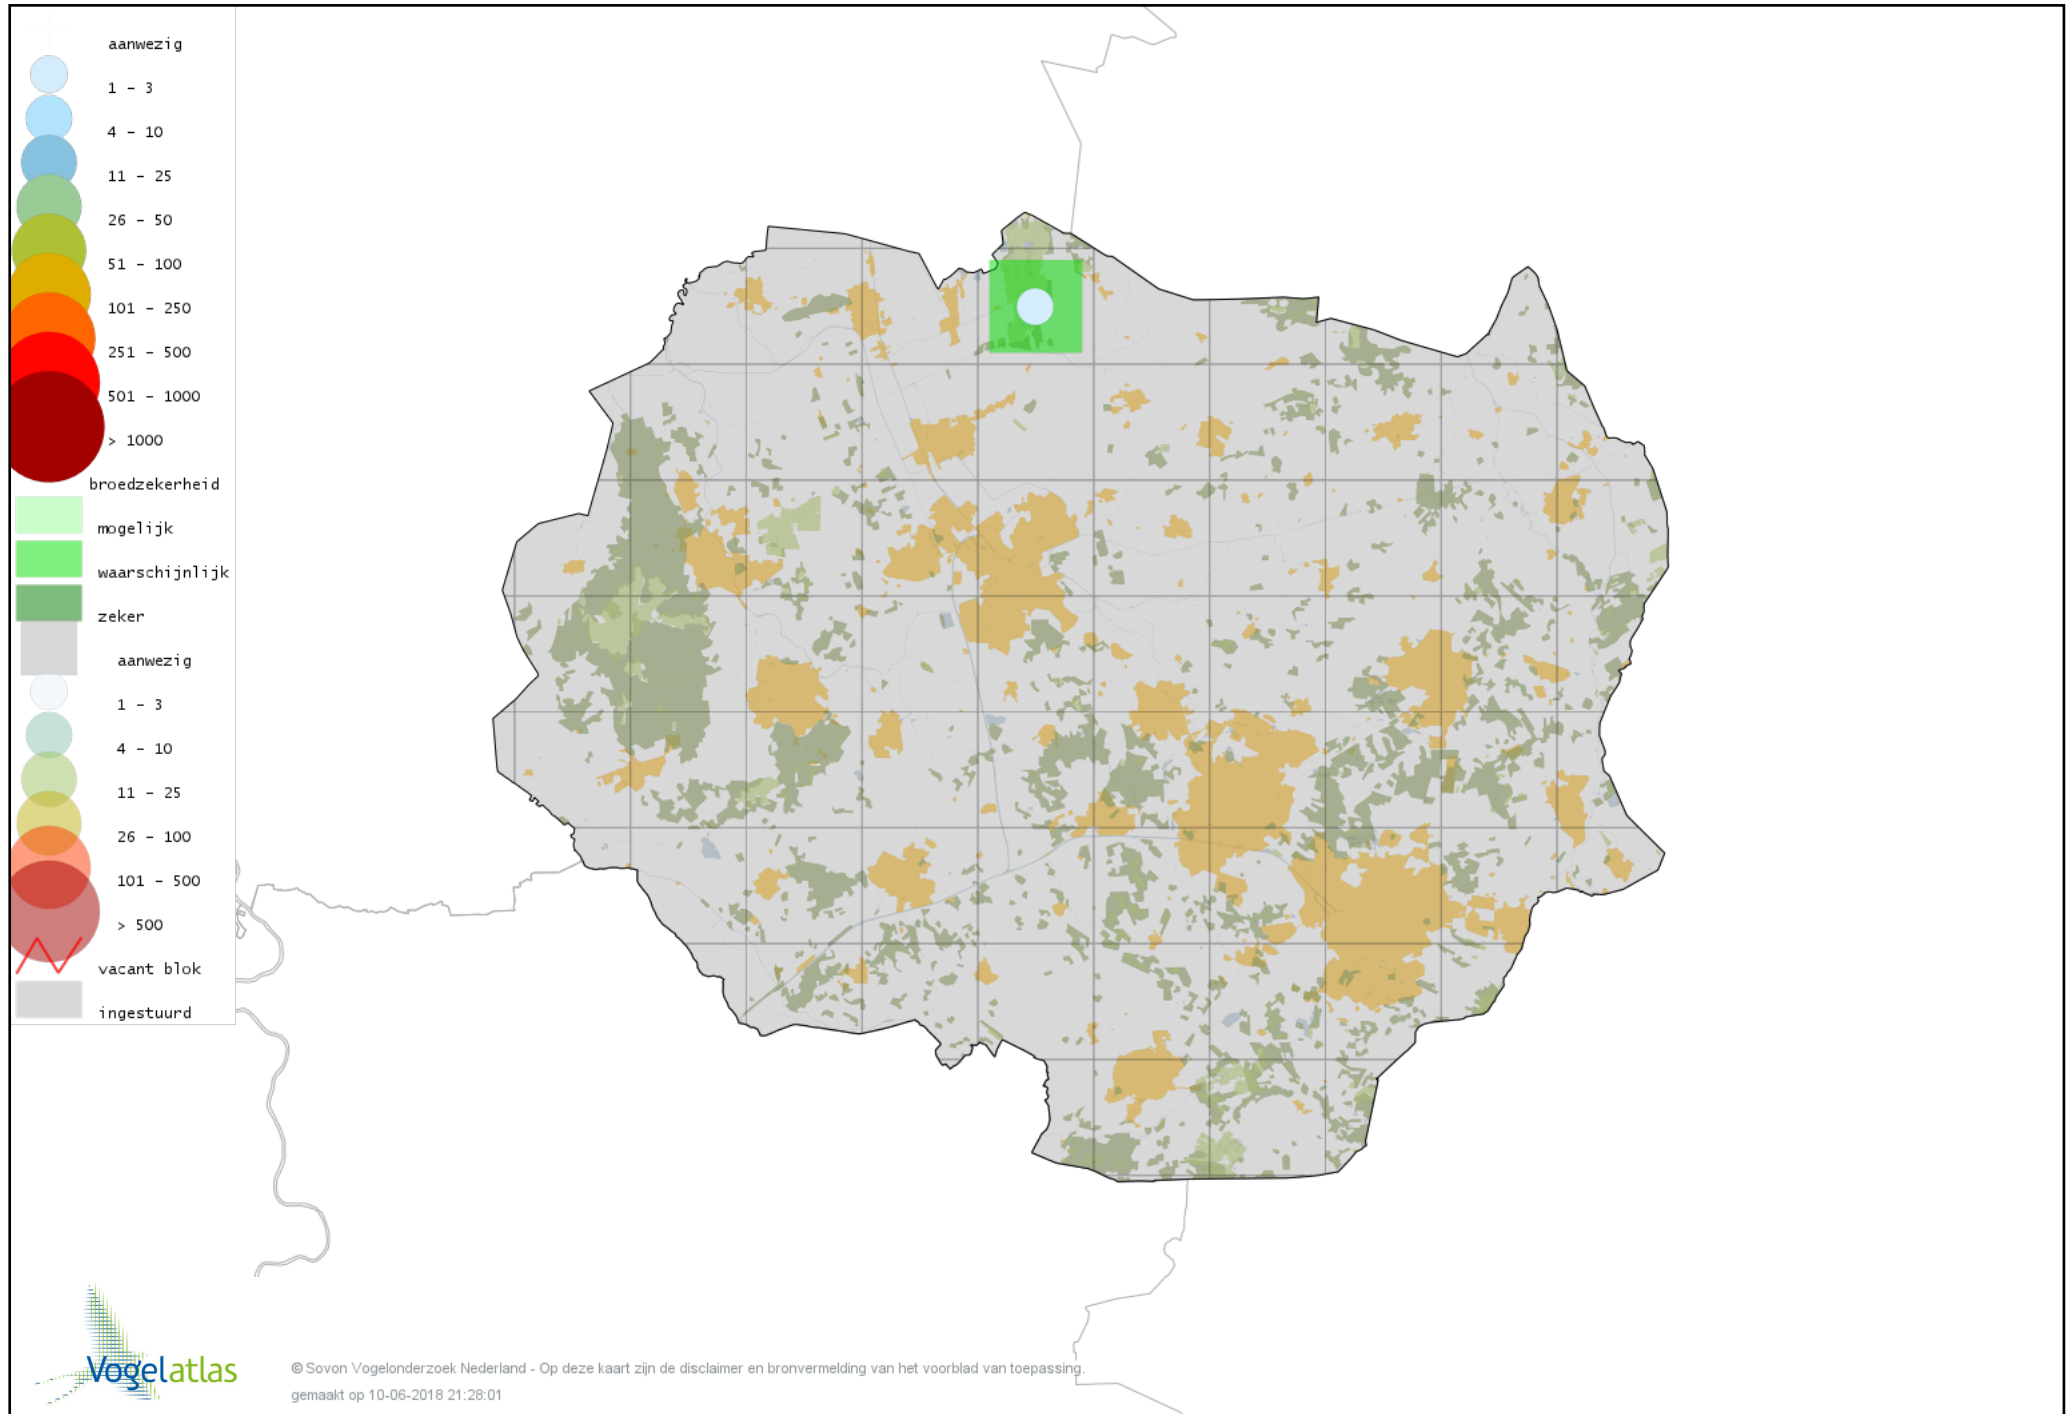 aanwezig
1 - 3
4 - 10
11 - 25
26 - 50
51 - 100
101 - 250
251 - 500
501 - 1000
> 1000
broedzekerheid
mogelijk
waarschijnlijk
zeker
aanwezig
1 - 3
4 - 10
11 - 25
26 - 100
101 - 500
> 500
vacant blok
ingestuurd
Vogelatlas
© Sovon Vogelonderzoek Nederland - Op deze kaart zijn de disclaimer en bronvermelding van het voorblad van toepassing.
gemaakt op 10-06-2018 21:28:01